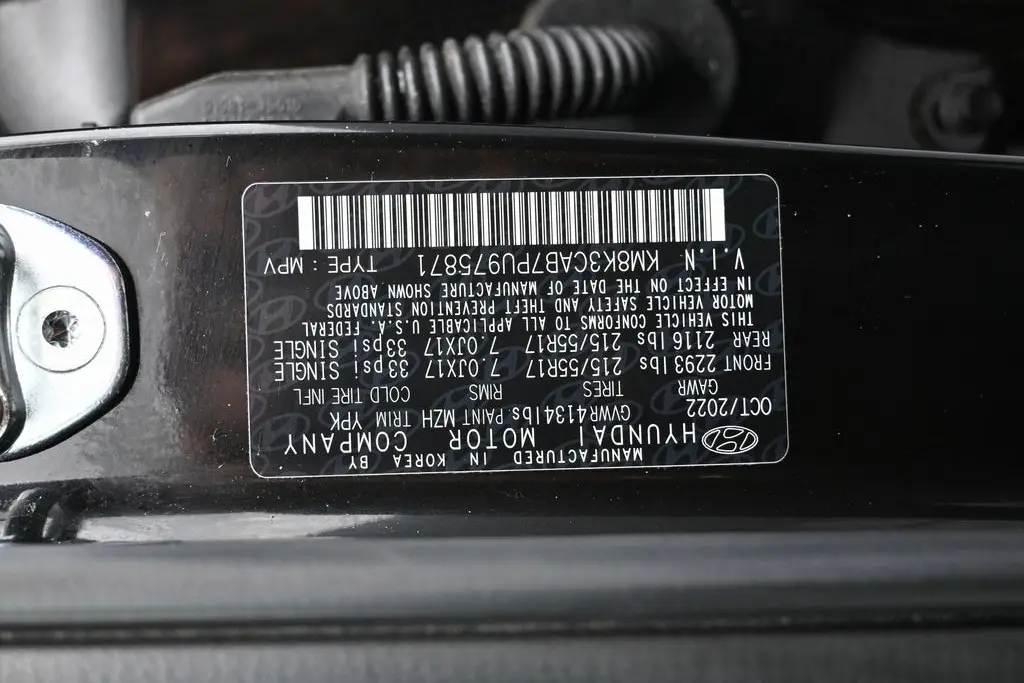 MANUFACTURED IN KOREA BY
HYUNDAI MOTOR COMPANY
OCT/2022 GVWR 4134 lbs PAINT MZH TRIM YPK
GAWR TIRES RIMS COLD TIRE INFL
FRONT 2293 lbs 215/55R17 7.0JX17 33psi SINGLE
REAR 2116 lbs 215/55R17 7.0JX17 33psi SINGLE
THIS VEHICLE CONFORMS TO ALL APPLICABLE U.S.A. FEDERAL
MOTOR VEHICLE SAFETY AND THEFT PREVENTION STANDARDS
IN EFFECT ON THE DATE OF MANUFACTURE SHOWN ABOVE
V.I.N KM8K3CAB7PU975871 TYPE : MPV